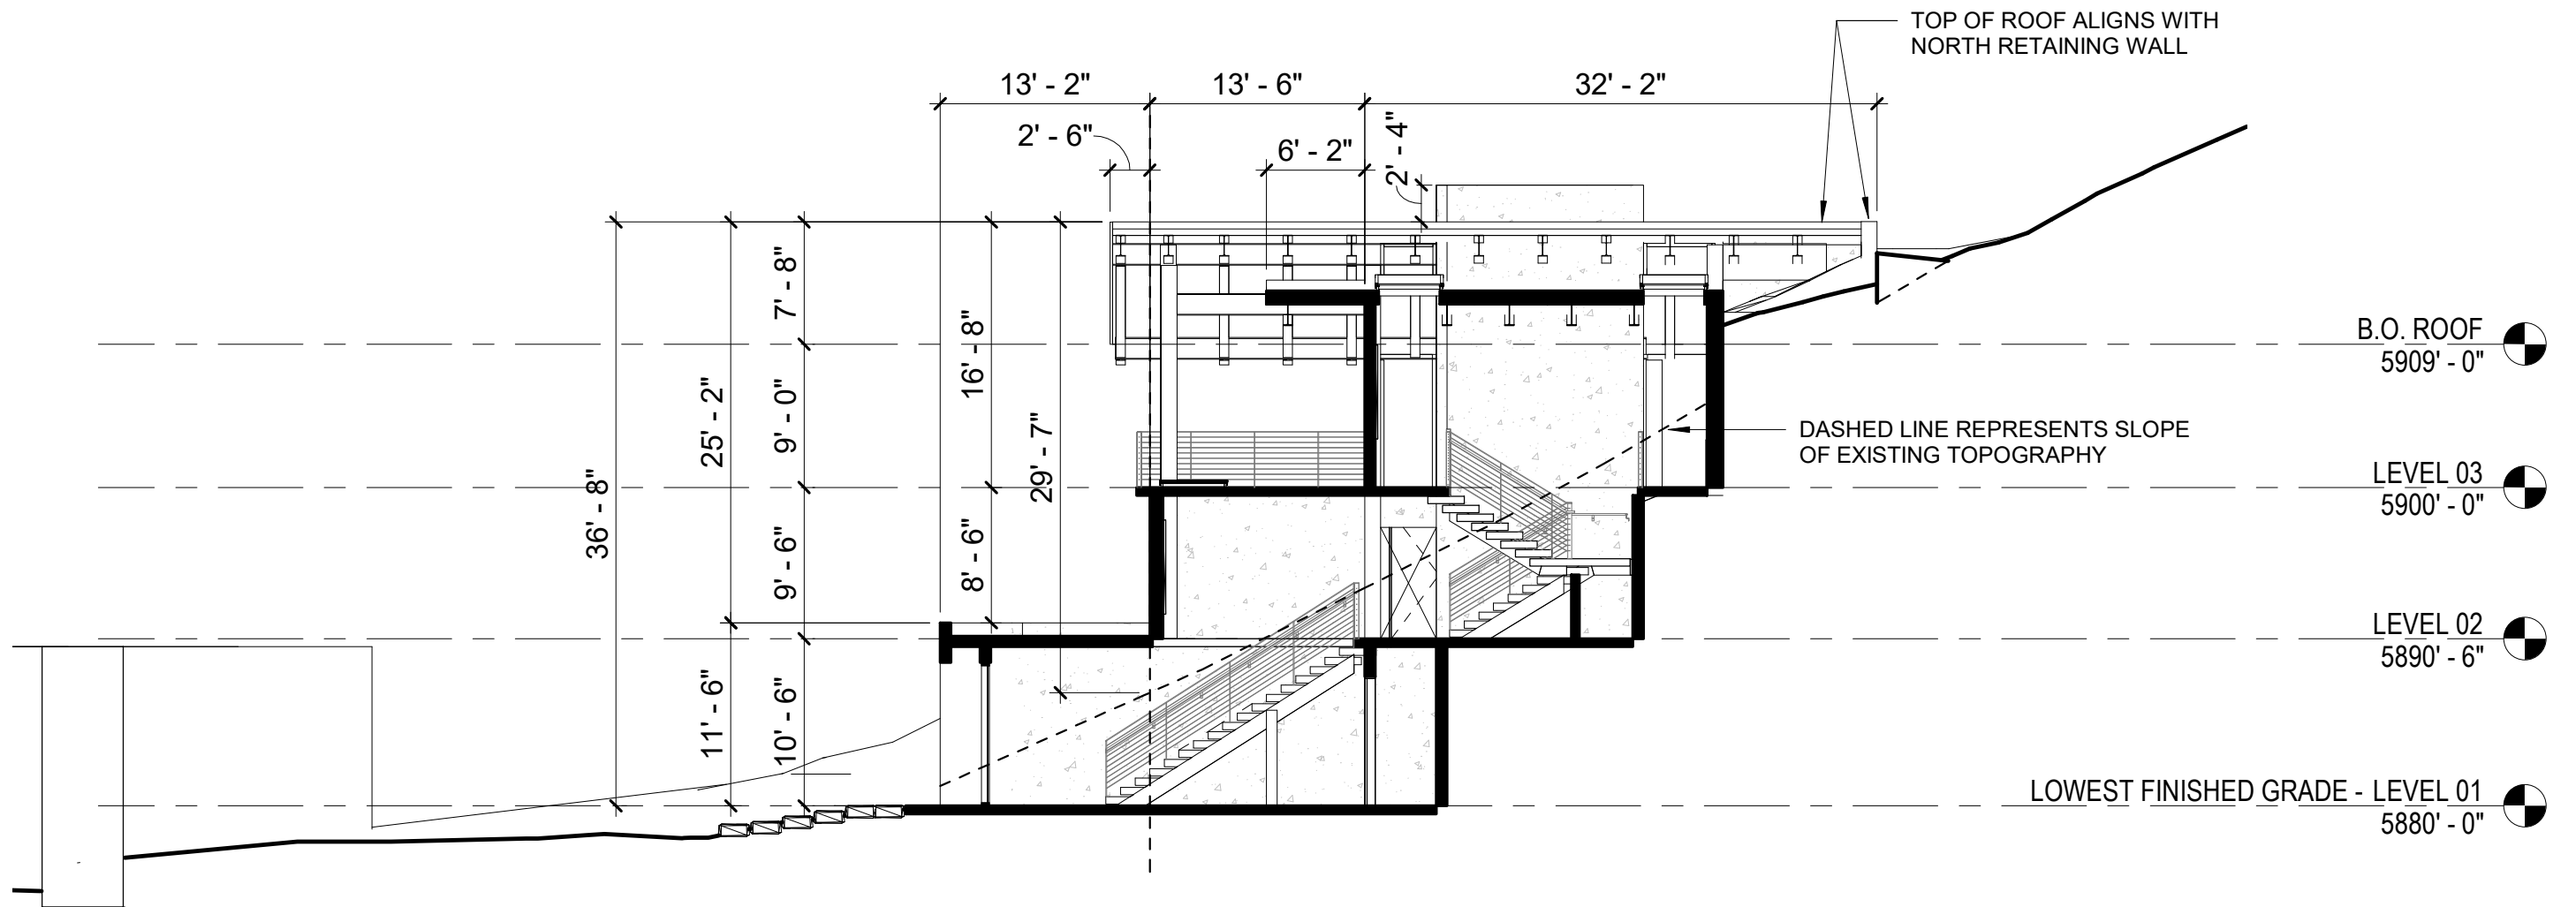 TOP OF ROOF ALIGNS WITH
NORTH RETAINING WALL
13' - 2"
13' - 6"
32' - 2"
2' - 6"
6' - 2"
2' - 4"
7' - 8"
16' - 8"
B.O. ROOF
5909' - 0"
25' - 2"
9' - 0"
29' - 7"
DASHED LINE REPRESENTS SLOPE
OF EXISTING TOPOGRAPHY
36' - 8"
LEVEL 03
5900' - 0"
9' - 6"
8' - 6"
LEVEL 02
5890' - 6"
11' - 6"
10' - 6"
LOWEST FINISHED GRADE - LEVEL 01
5880' - 0"